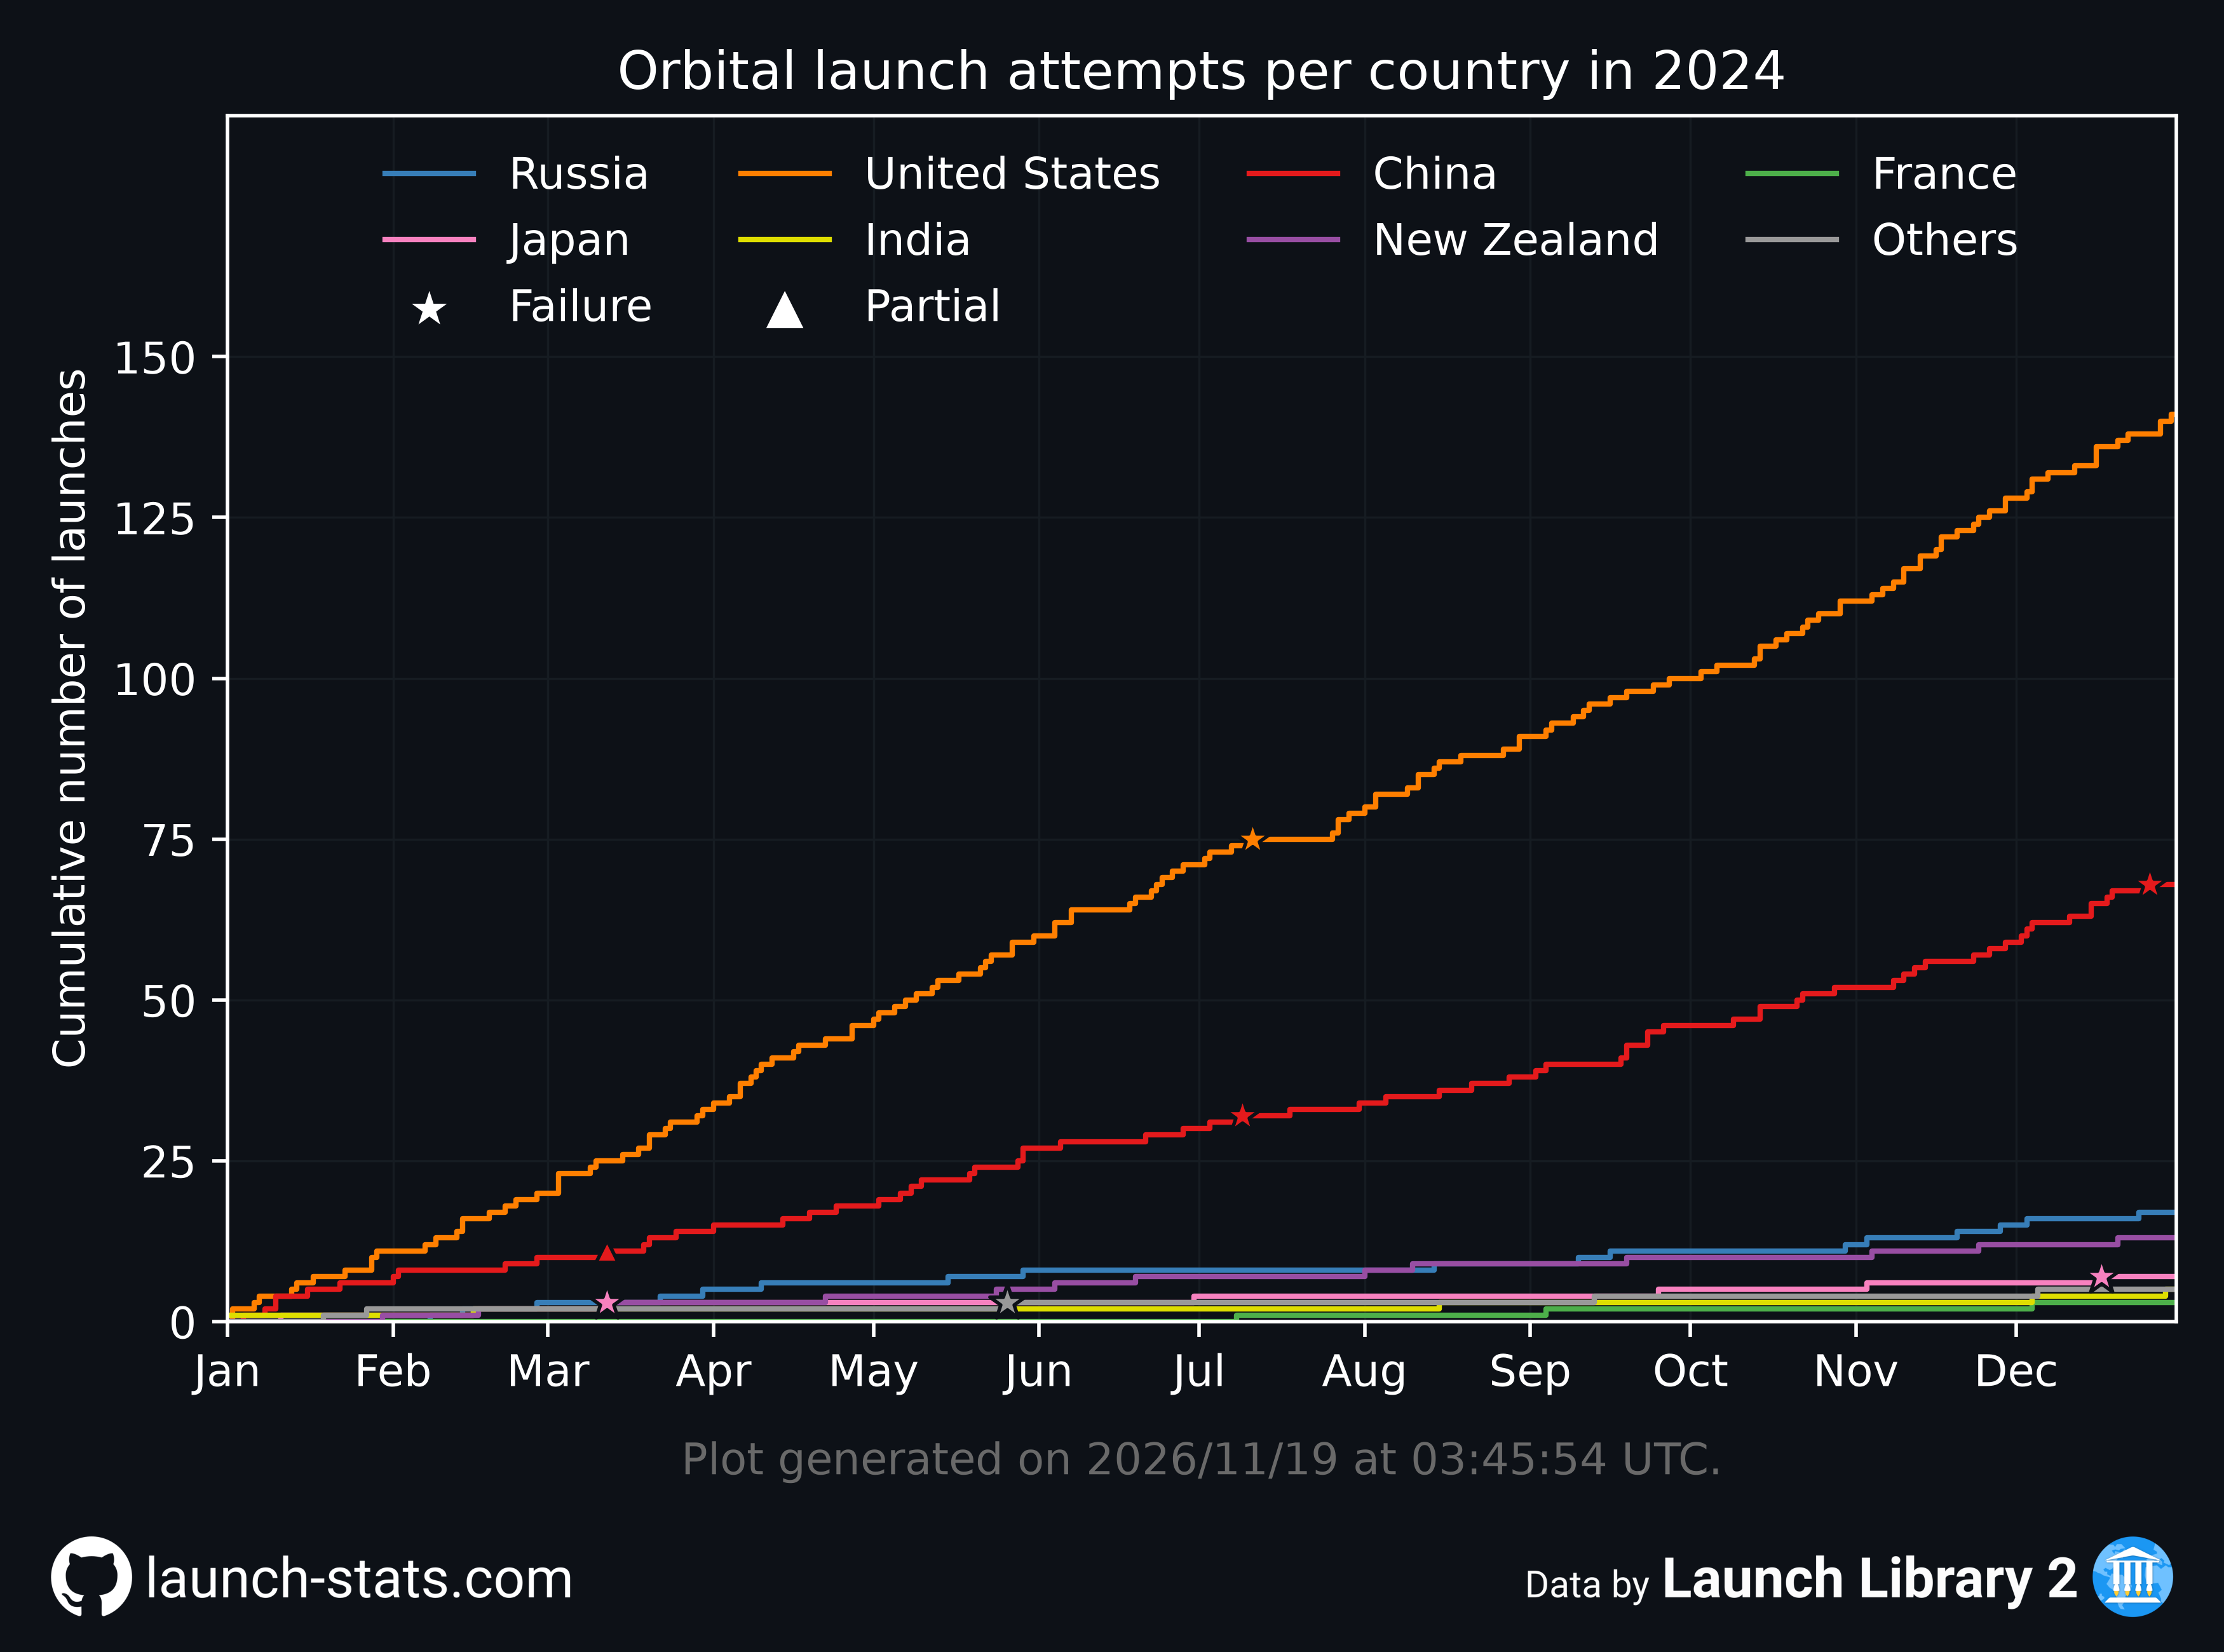 Orbital launch attempts per country in 2024
Russia United States China France
Japan India New Zealand Others
Failure Partial
Cumulative number of launches
150
125
100
75
50
25
0
Jan Feb Mar Apr May Jun Jul Aug Sep Oct Nov Dec
Plot generated on 2026/11/19 at 03:45:54 UTC.
launch-stats.com
Data by Launch Library 2